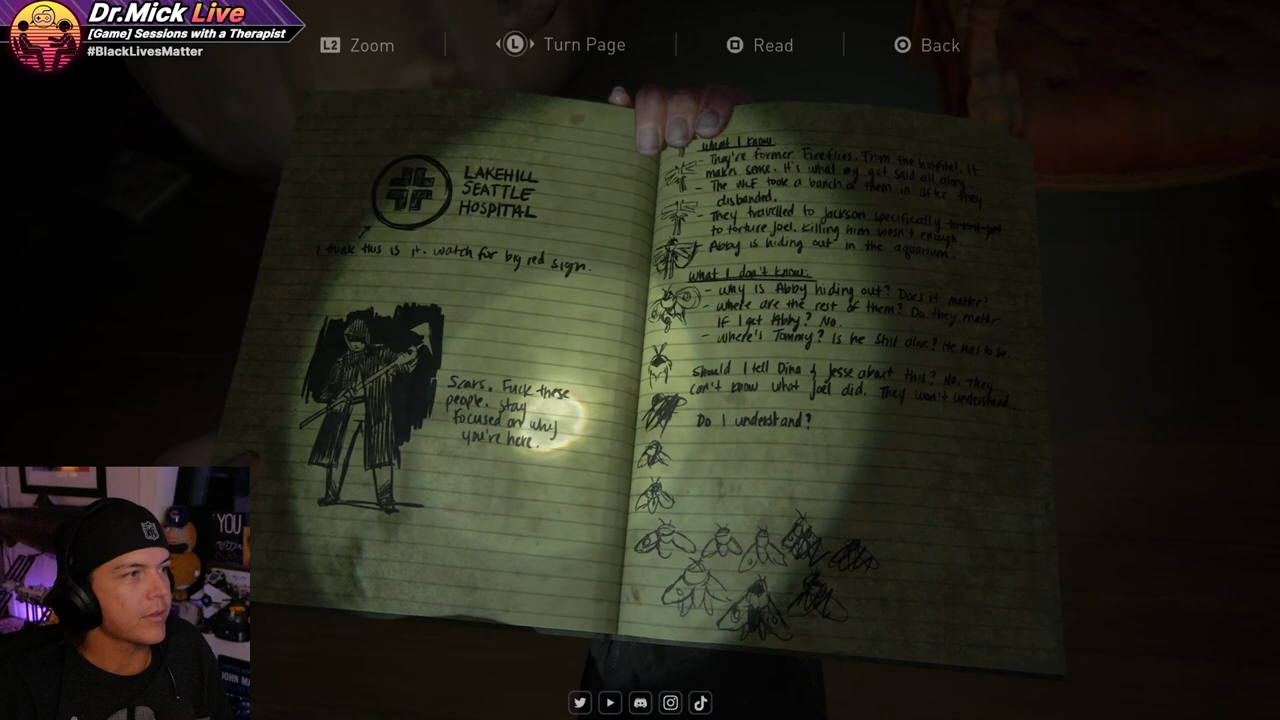 Dr.Mick Live
[Game] Sessions with a Therapist
#BlackLivesMatter
L2 Zoom
L Turn Page
Read
Back
LAKEHILL
SEATTLE
HOSPITAL
I think this is it. watch for big red sign.
Scars. Fuck these
people. stay
focused on why
you're here.
What I know
- They're former Fireflies. From the hospital. It
makes sense. It's what my gut said all along.
- The WLF took a bunch of them in after they
disbanded.
- They travelled to Jackson specifically
to torture Joel. Killing him wasn't enough.
- Abby is hiding out in the aquarium.
What I don't know:
- why is Abby hiding out? Does it matter?
- where are the rest of them? Do they matter
If I get Abby? No.
- where's Tommy? Is he still alive? He has to be.
Should I tell Dina & Jesse about this? No. They
can't know what Joel did. They won't understand.
Do I understand?
YOU
JOHN MA